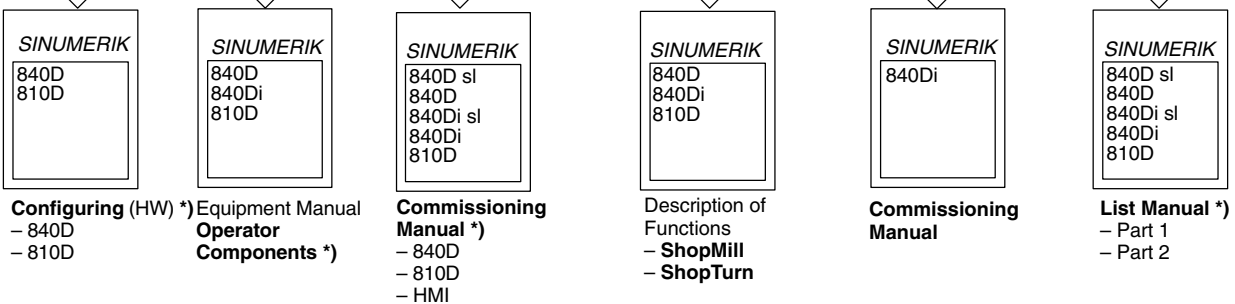 SINUMERIK
840D
810D
Configuring (HW) *)
– 840D
– 810D
SINUMERIK
840D
840Di
810D
Equipment Manual
Operator
Components *)
SINUMERIK
840D sl
840D
840Di sl
840Di
810D
Commissioning
Manual *)
– 840D
– 810D
– HMI
SINUMERIK
840D
840Di
810D
Description of
Functions
– ShopMill
– ShopTurn
SINUMERIK
840Di
Commissioning
Manual
SINUMERIK
840D sl
840D
840Di sl
840Di
810D
List Manual *)
– Part 1
– Part 2